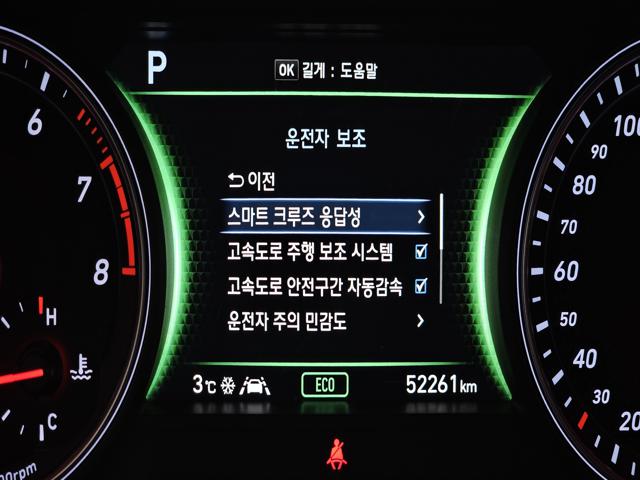 P
OK 길게 : 도움말
운전자 보조
이전
스마트 크루즈 응답성
고속도로 주행 보조 시스템
고속도로 안전구간 자동감속
운전자 주의 민감도
3℃ ECO 52261km
6
7
8
H
C
100
90
80
70
60
50
40
30
20